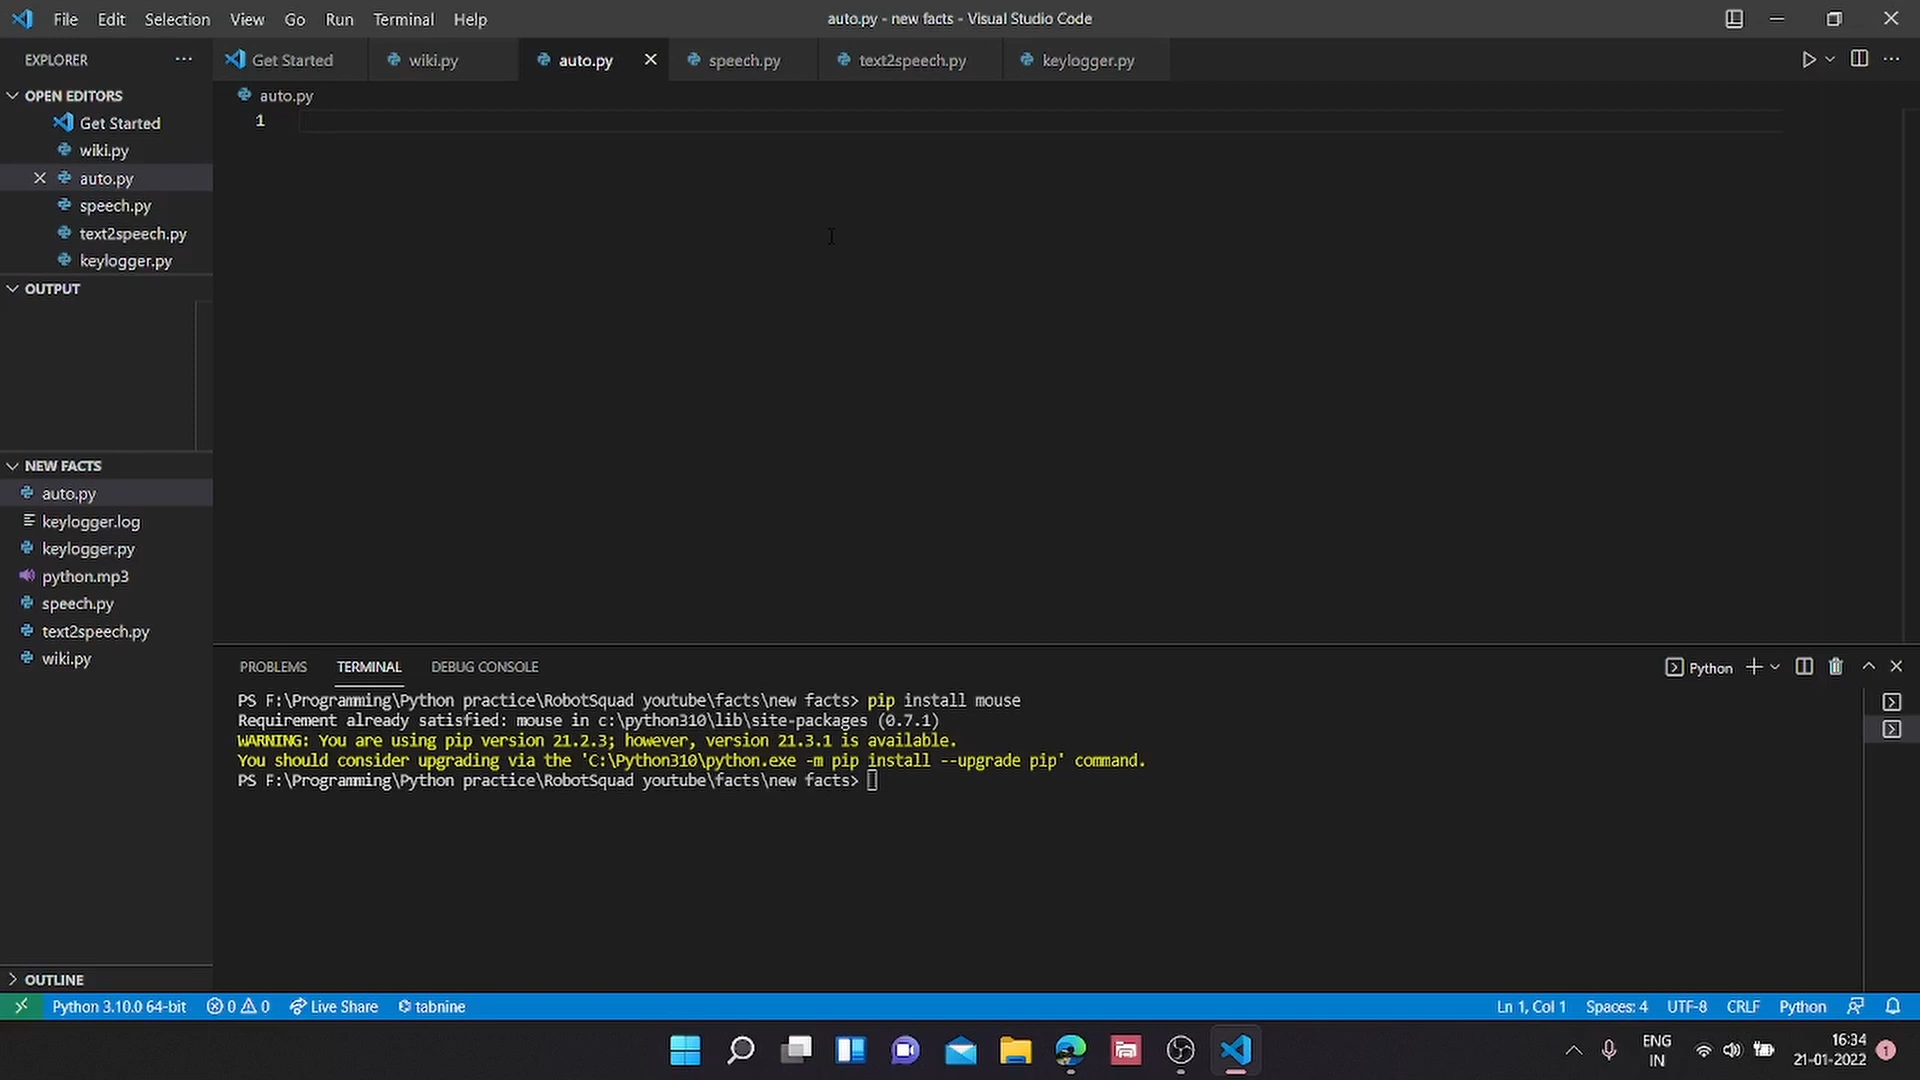 File Edit Selection View Go Run Terminal Help
auto.py - new facts - Visual Studio Code
EXPLORER
Get Started
wiki.py
auto.py
speech.py
text2speech.py
keylogger.py
OPEN EDITORS
Get Started
wiki.py
auto.py
speech.py
text2speech.py
keylogger.py
OUTPUT
NEW FACTS
auto.py
keylogger.log
keylogger.py
python.mp3
speech.py
text2speech.py
wiki.py
OUTLINE
auto.py
1
PROBLEMS TERMINAL DEBUG CONSOLE
Python
PS F:\Programming\Python practice\RobotSquad youtube\facts\new facts> pip install mouse
Requirement already satisfied: mouse in c:\python310\lib\site-packages (0.7.1)
WARNING: You are using pip version 21.2.3; however, version 21.3.1 is available.
You should consider upgrading via the 'C:\Python310\python.exe -m pip install --upgrade pip' command.
PS F:\Programming\Python practice\RobotSquad youtube\facts\new facts>
Python 3.10.0 64-bit 0 0 Live Share tabnine
Ln 1, Col 1 Spaces: 4 UTF-8 CRLF Python
ENG
IN
16:34
21-01-2022
1